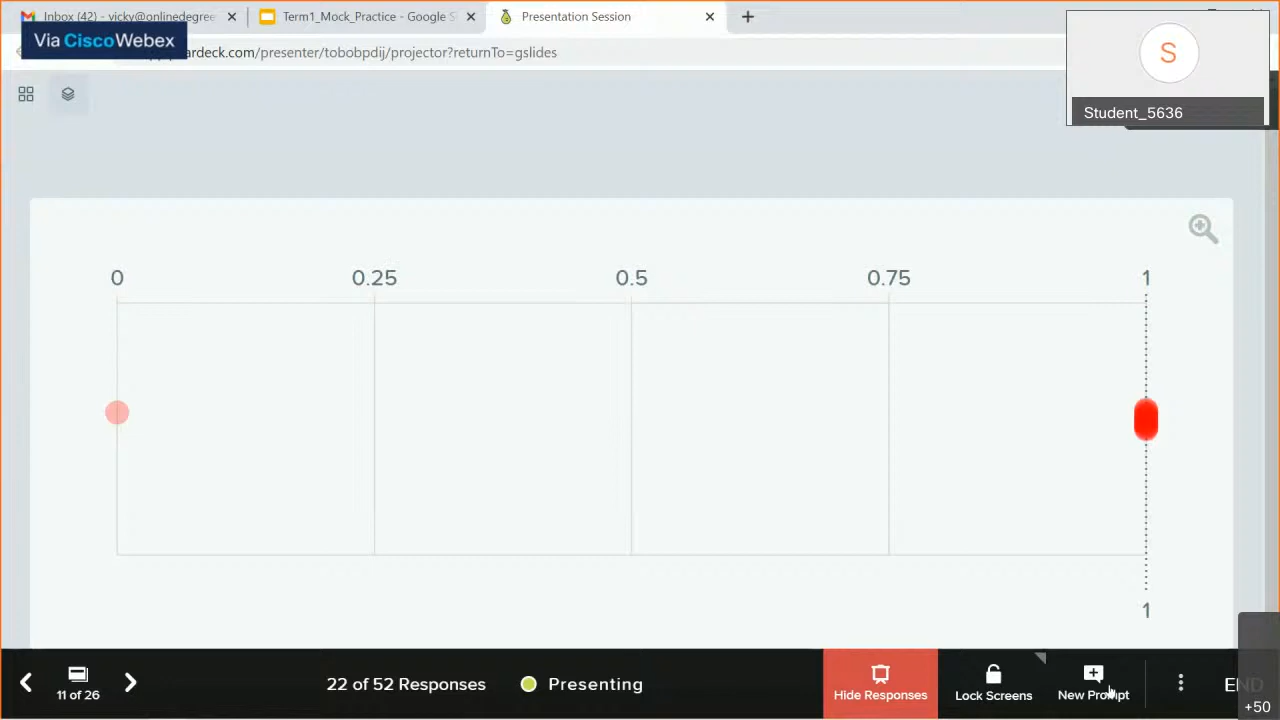 Inbox (42) - vicky@onlinedegree
Term1_Mock_Practice - Google S
Presentation Session
Via CiscoWebex
ardeck.com/presenter/tobobpdij/projector?returnTo=gslides
S
Student_5636
0 0.25 0.5 0.75 1
1
11 of 26
22 of 52 Responses
Presenting
Hide Responses
Lock Screens
New Prompt
END
+50